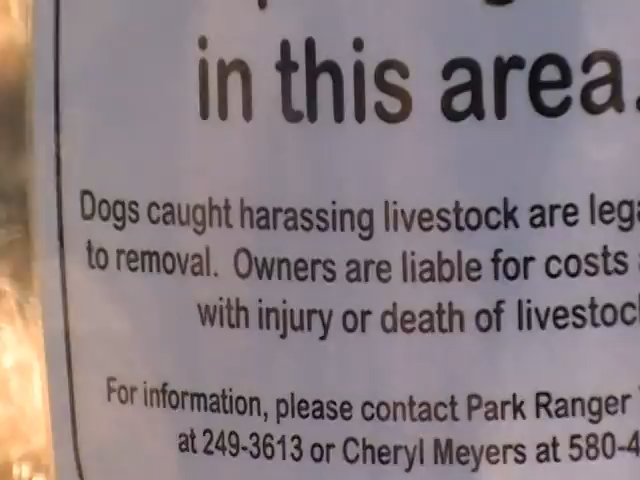 in this area.
Dogs caught harassing livestock are
to removal. Owners are liable for costs
with injury or death of
For information, please contact Park Ranger
at 249-3613 or Cheryl Meyers at